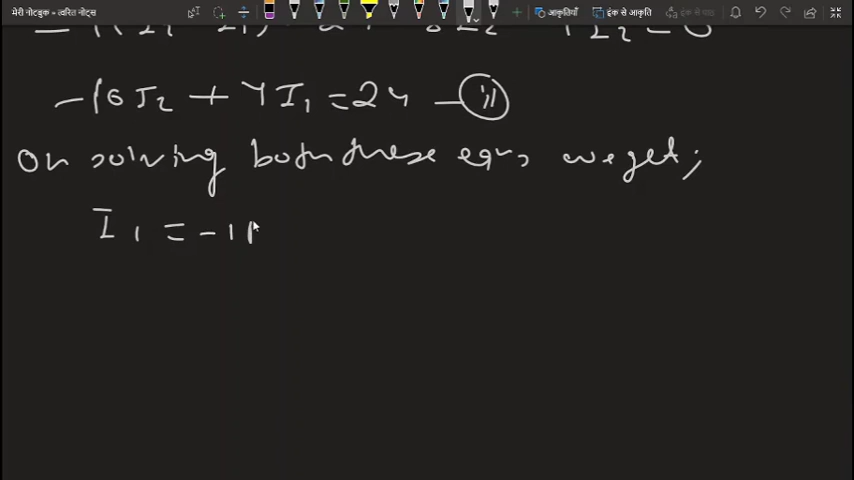 मेरी नोटबुक » त्वरित नोट्स
आकृतियाँ
इंक से आकृति
इंक से पाठ
-16I₂ + 4I₁ = 24 - (ii)
On solving both these eqns we get;
I₁ = -1